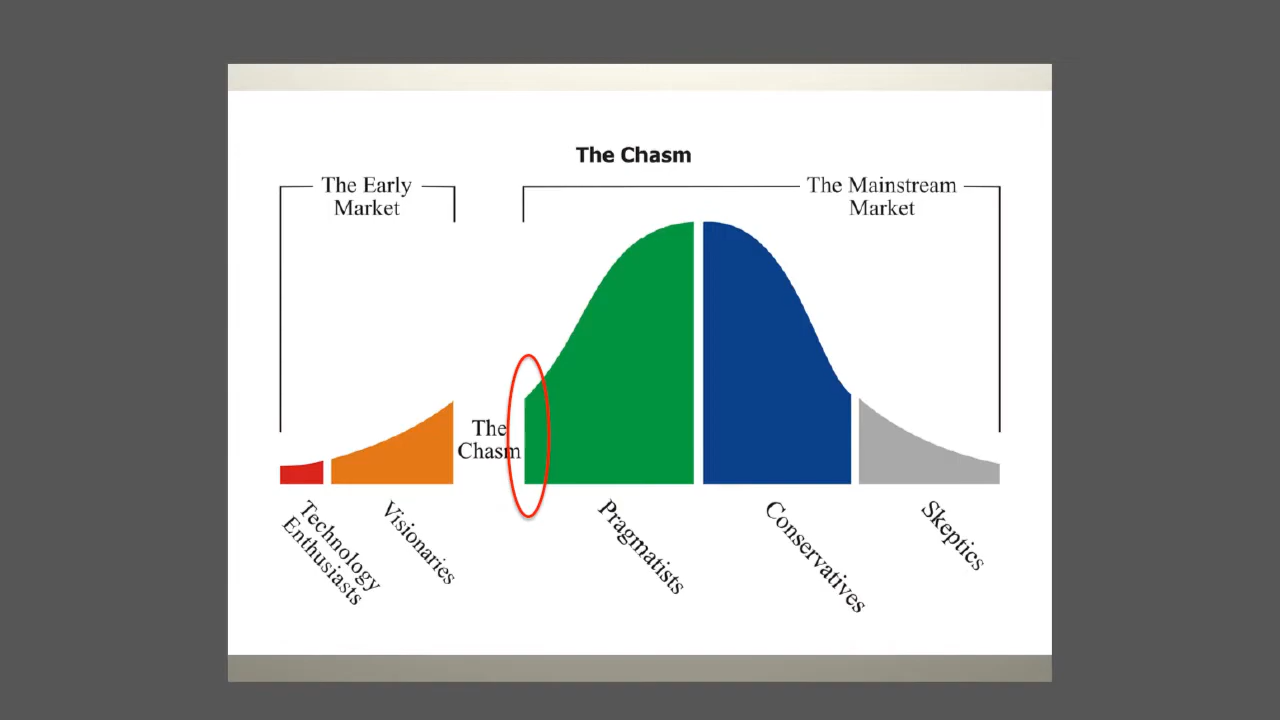 The Chasm
The Early
Market
The Mainstream
Market
The
Chasm
Technology
Enthusiasts
Visionaries
Pragmatists
Conservatives
Skeptics